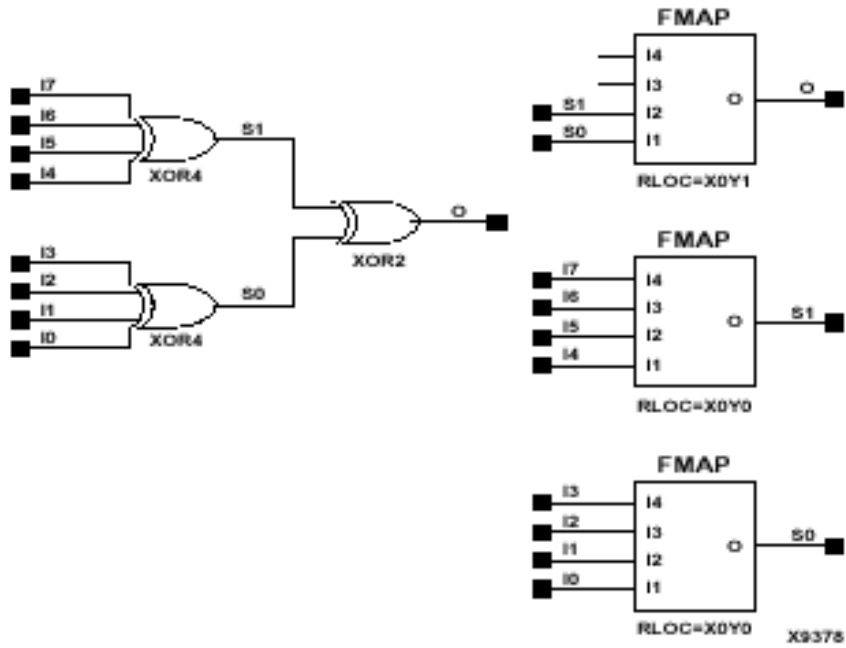 I7
I6
I5
I4
S1
XOR4
I3
I2
I1
I0
S0
XOR4
O
XOR2
FMAP
I4
I3
S1 I2
S0 I1
O O
RLOC=X0Y1
FMAP
I7 I4
I6 I3
I5 I2
I4 I1
O S1
RLOC=X0Y0
FMAP
I3 I4
I2 I3
I1 I2
I0 I1
O S0
RLOC=X0Y0
X9378